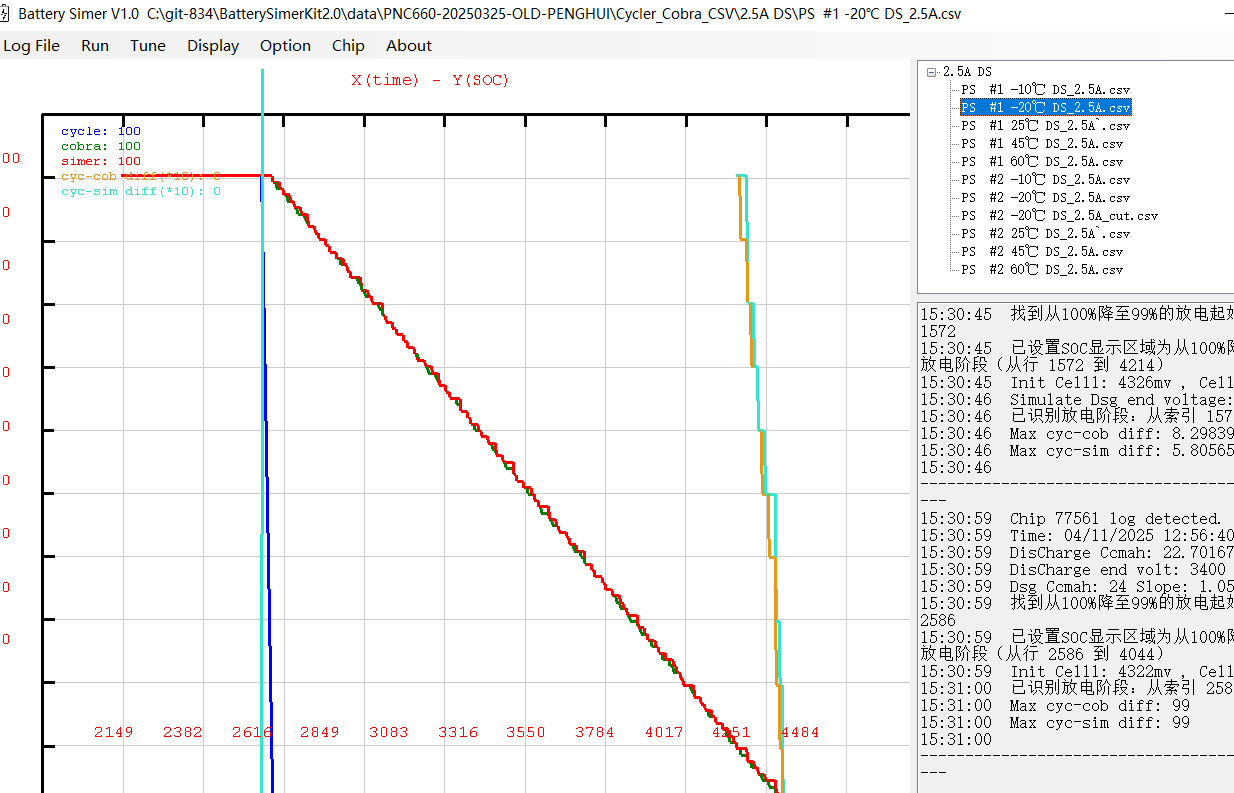 Battery Simer V1.0  C:\git-834\BatterySimerKit2.0\data\PNC660-20250325-OLD-PENGHUI\Cycler_Cobra_CSV\2.5A DS\PS  #1 -20℃ DS_2.5A.csv
Log File Run Tune Display Option Chip About
X(time) - Y(SOC)
cycle: 100
cobra: 100
simer: 100
cyc-cob diff(*10): 0
cyc-sim diff(*10): 0
00
0
0
0
0
0
0
0
0
0
2149 2382 2616 2849 3083 3316 3550 3784 4017 4251 4484
2.5A DS
PS  #1 -10℃ DS_2.5A.csv
PS  #1 -20℃ DS_2.5A.csv
PS  #1 25℃ DS_2.5A`.csv
PS  #1 45℃ DS_2.5A.csv
PS  #1 60℃ DS_2.5A.csv
PS  #2 -10℃ DS_2.5A.csv
PS  #2 -20℃ DS_2.5A.csv
PS  #2 -20℃ DS_2.5A_cut.csv
PS  #2 25℃ DS_2.5A`.csv
PS  #2 45℃ DS_2.5A.csv
PS  #2 60℃ DS_2.5A.csv
15:30:45  找到从100%降至99%的放电起始
1572
15:30:45  已设置SOC显示区域为从100%降
放电阶段（从行 1572 到 4214）
15:30:45  Init Cell1: 4326mv , Cell
15:30:46  Simulate Dsg end voltage:
15:30:46  已识别放电阶段: 从索引 157
15:30:46  Max cyc-cob diff: 8.29839
15:30:46  Max cyc-sim diff: 5.80565
15:30:46
---
15:30:59  Chip 77561 log detected.
15:30:59  Time: 04/11/2025 12:56:40
15:30:59  DisCharge Ccmah: 22.70167
15:30:59  DisCharge end volt: 3400
15:30:59  Dsg Ccmah: 24 Slope: 1.05
15:30:59  找到从100%降至99%的放电起始
2586
15:30:59  已设置SOC显示区域为从100%降
放电阶段（从行 2586 到 4044）
15:30:59  Init Cell1: 4322mv , Cell
15:31:00  已识别放电阶段: 从索引 258
15:31:00  Max cyc-cob diff: 99
15:31:00  Max cyc-sim diff: 99
15:31:00
---